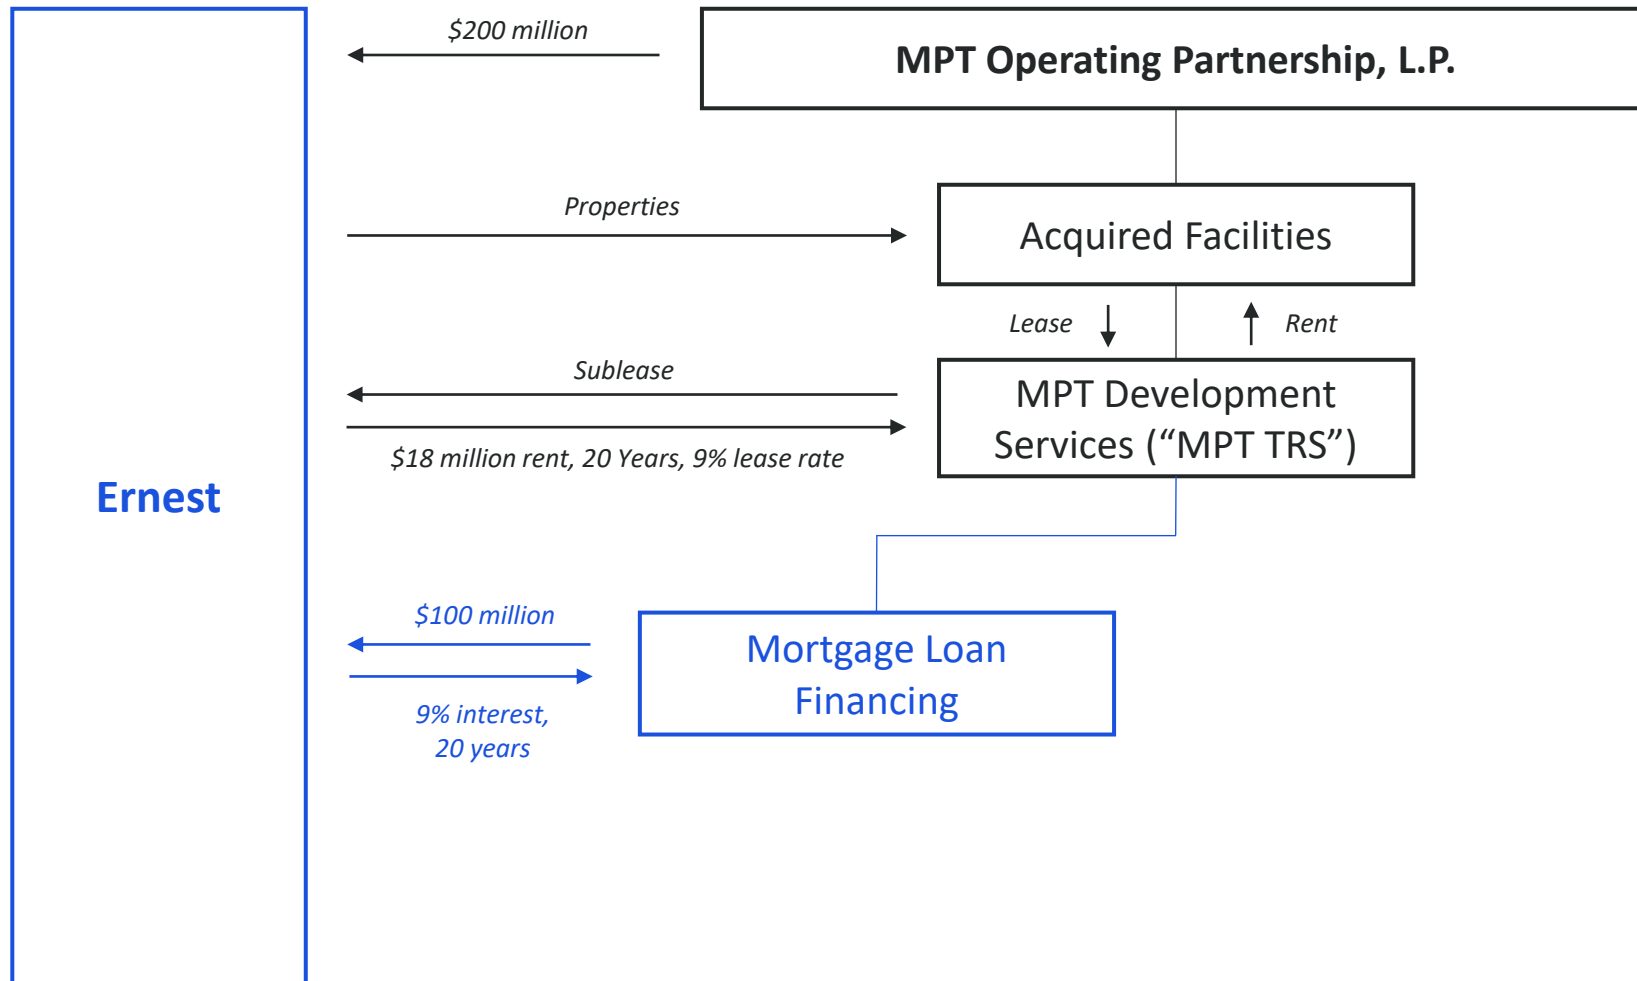 $200 million
MPT Operating Partnership, L.P.
Properties
Acquired Facilities
Lease
Rent
Sublease
MPT Development
Services (“MPT TRS”)
$18 million rent, 20 Years, 9% lease rate
Ernest
$100 million
Mortgage Loan
Financing
9% interest,
20 years